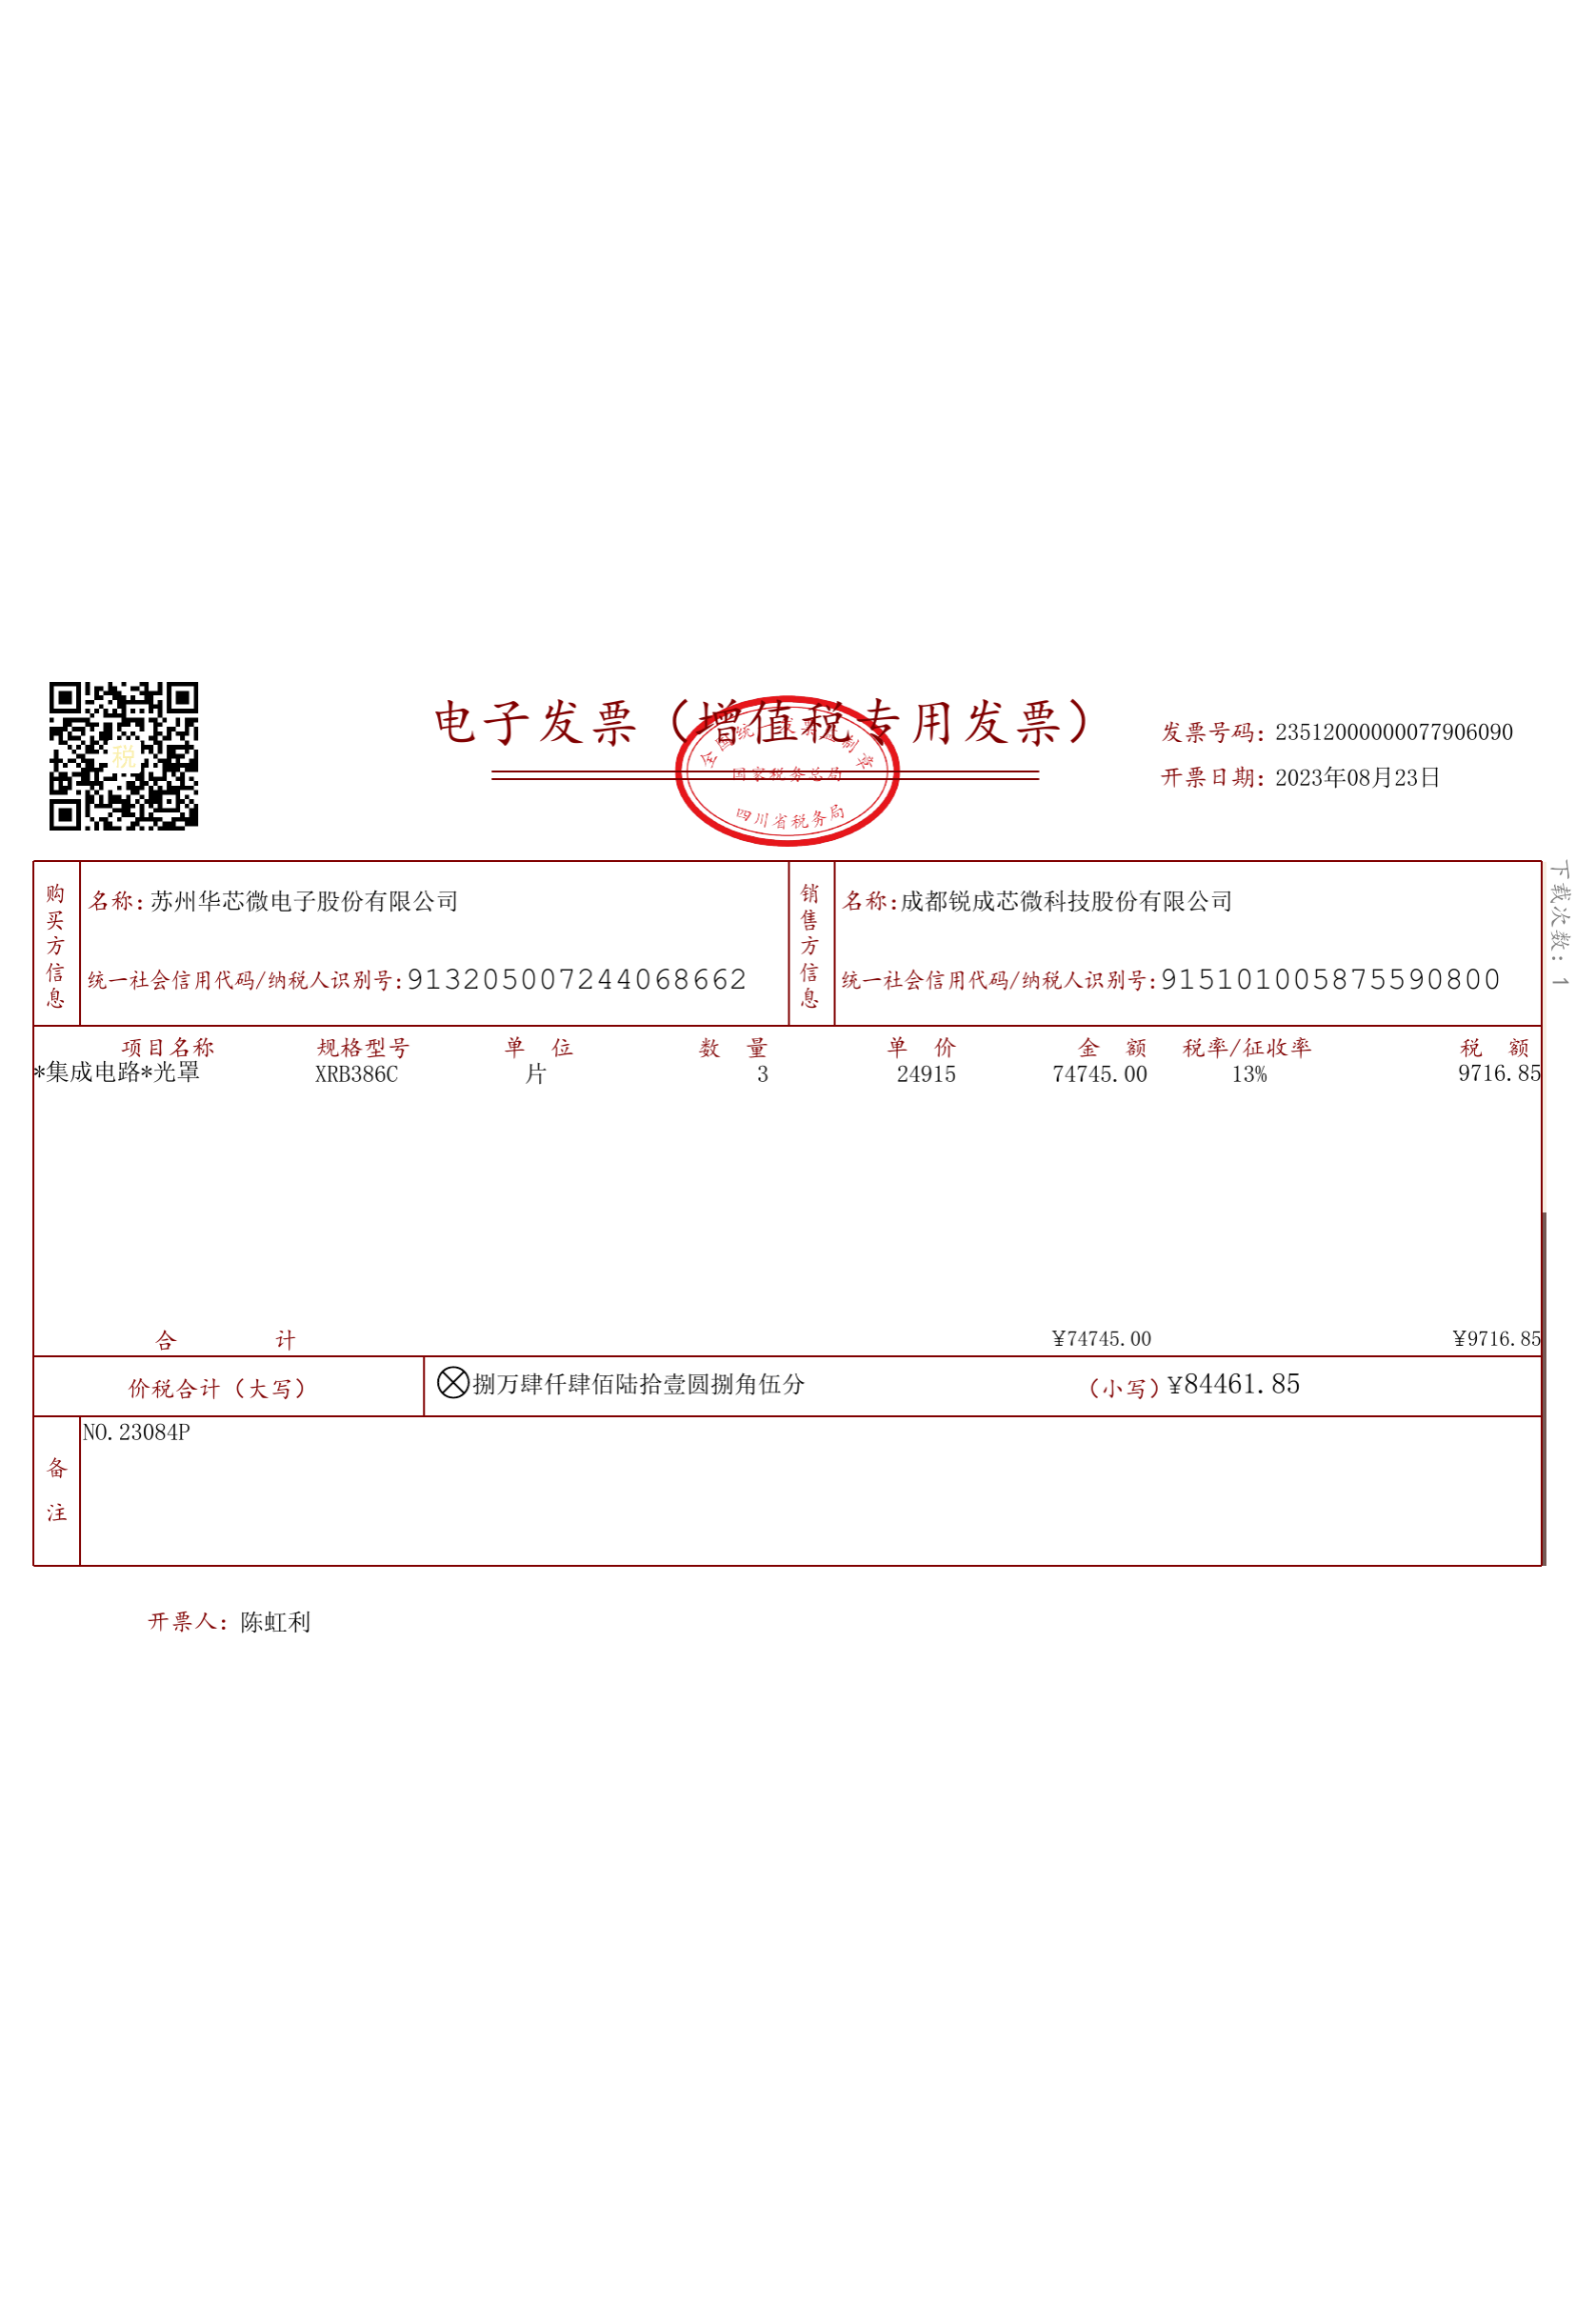 电子发票（增值税专用发票）
全国统一发票监制章
国家税务总局
四川省税务局
税
发票号码：23512000000077906090
开票日期：2023年08月23日
下载次数：1
购买方信息
名称：苏州华芯微电子股份有限公司
统一社会信用代码/纳税人识别号：913205007244068662
销售方信息
名称：成都锐成芯微科技股份有限公司
统一社会信用代码/纳税人识别号：915101005875590800
项目名称 规格型号 单 位 数 量 单 价 金 额 税率/征收率 税 额
*集成电路*光罩 XRB386C 片 3 24915 74745.00 13% 9716.85
合 计 ¥74745.00 ¥9716.85
价税合计（大写） ⊗捌万肆仟肆佰陆拾壹圆捌角伍分 （小写）¥84461.85
备注
NO.23084P
开票人：陈虹利